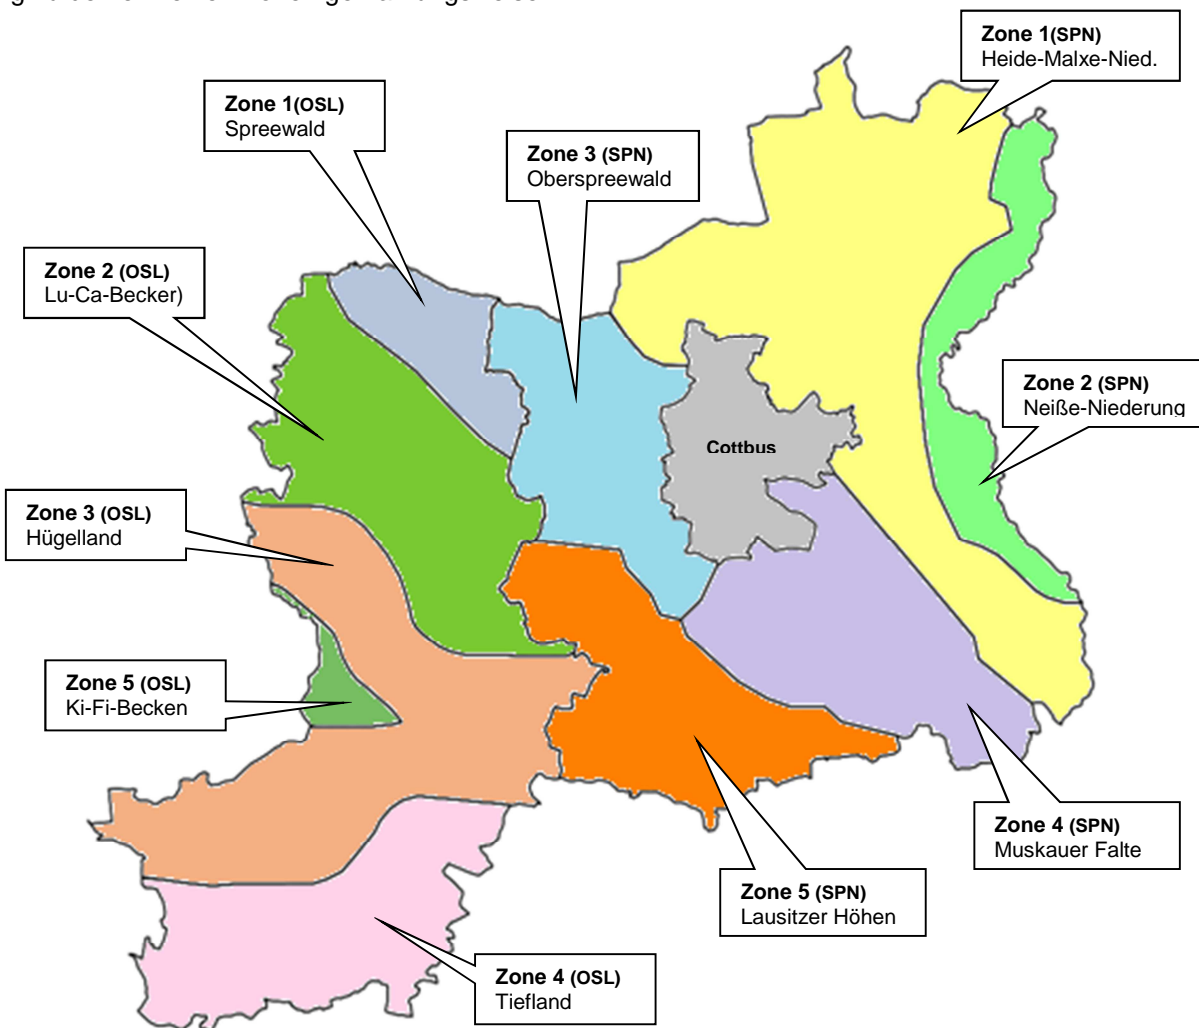 Zone 1(SPN)
Heide-Malxe-Nied.
Zone 1(OSL)
Spreewald
Zone 3 (SPN)
Oberspreewald
Zone 2 (OSL)
Lu-Ca-Becker)
Zone 2 (SPN)
Neiße-Niederung
Cottbus
Zone 3 (OSL)
Hügelland
Zone 5 (OSL)
Ki-Fi-Becken
Zone 4 (SPN)
Muskauer Falte
Zone 5 (SPN)
Lausitzer Höhen
Zone 4 (OSL)
Tiefland